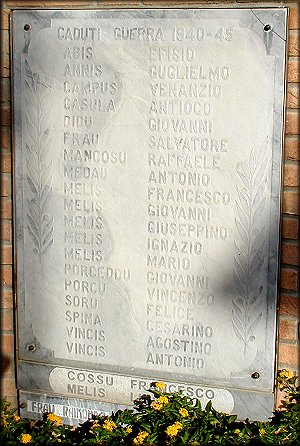 CADUTI GUERRA 1940-45
ABIS EFISIO
ANNIS GUGLIELMO
CAMPUS VENANZIO
CASULA ANTIOCO
DIDU GIOVANNI
FRAU SALVATORE
MANCOSU RAFFAELE
MEDAU ANTONIO
MELIS FRANCESCO
MELIS GIOVANNI
MELIS GIUSEPPINO
MELIS IGNAZIO
MELIS MARIO
PORCEDDU GIOVANNI
PORCU VINCENZO
SORU FELICE
SPINA CESARINO
VINCIS AGOSTINO
VINCIS ANTONIO
COSSU FRANCESCO
MELIS
FRAU